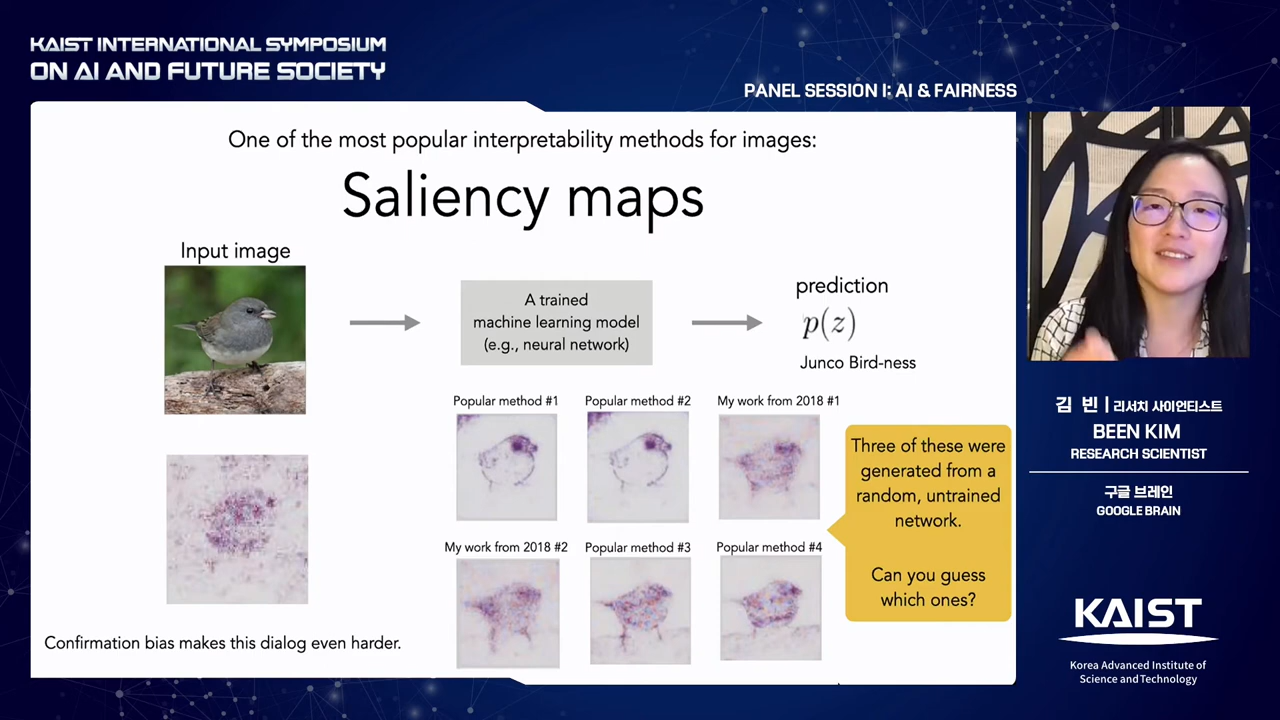 KAIST INTERNATIONAL SYMPOSIUM
ON AI AND FUTURE SOCIETY
PANEL SESSION I: AI & FAIRNESS
One of the most popular interpretability methods for images:
Saliency maps
Input image
A trained
machine learning model
(e.g., neural network)
prediction
p(z)
Junco Bird-ness
Popular method #1
Popular method #2
My work from 2018 #1
My work from 2018 #2
Popular method #3
Popular method #4
Three of these were
generated from a
random, untrained
network.
Can you guess
which ones?
Confirmation bias makes this dialog even harder.
김 빈 | 리서치 사이언티스트
BEEN KIM
RESEARCH SCIENTIST
구글 브레인
GOOGLE BRAIN
KAIST
Korea Advanced Institute of
Science and Technology